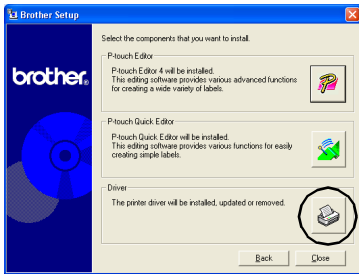 Brother Setup
Select the components that you want to install.
brother®
P-touch Editor
P-touch Editor 4 will be installed.
This editing software provides various advanced functions
for creating a wide variety of labels.
P-touch Quick Editor
P-touch Quick Editor will be installed.
This editing software provides various functions for easily
creating simple labels.
Driver
The printer driver will be installed, updated or removed.
Back
Close